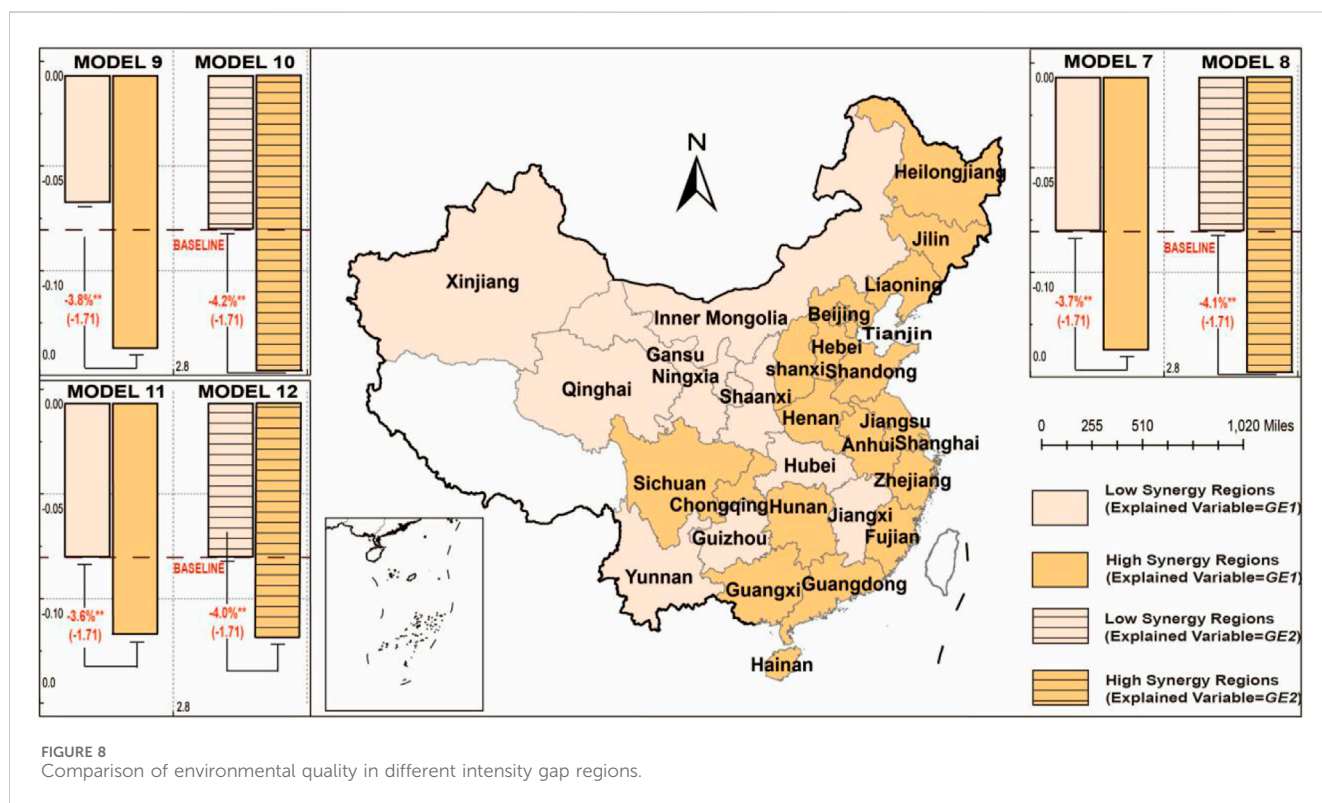 MODEL 9
MODEL 10
0.00
-0.05
BASELINE
-0.10
-3.8%**
(-1.71)
-4.2%**
(-1.71)
0.0
2.8
MODEL 11
MODEL 12
0.00
-0.05
BASELINE
-0.10
-3.6%**
(-1.71)
-4.0%**
(-1.71)
0.0
2.8
N
Heilongjiang
Jilin
Liaoning
Xinjiang
Inner Mongolia
Beijing
Tianjin
Hebei
Gansu
Ningxia
shanxi
Shandong
Qinghai
Shaanxi
Henan
Jiangsu
Anhui
Shanghai
Hubei
Zhejiang
Sichuan
Chongqing
Hunan
Jiangxi
Guizhou
Fujian
Yunnan
Guangxi
Guangdong
Hainan
MODEL 7
MODEL 8
0.00
-0.05
BASELINE
-0.10
-3.7%**
(-1.71)
-4.1%**
(-1.71)
0.0
2.8
0 255 510 1,020 Miles
Low Synergy Regions
(Explained Variable=GE1)
High Synergy Regions
(Explained Variable=GE1)
Low Synergy Regions
(Explained Variable=GE2)
High Synergy Regions
(Explained Variable=GE2)
FIGURE 8
Comparison of environmental quality in different intensity gap regions.